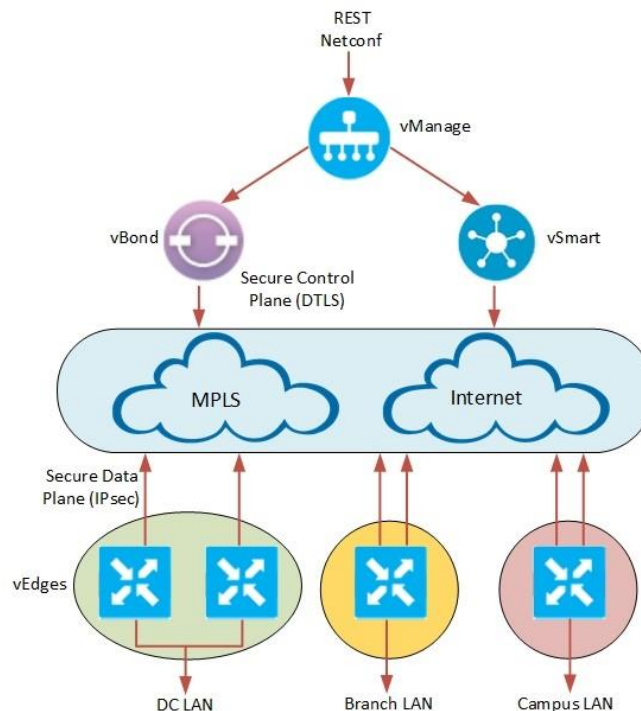 REST
Netconf
vManage
vBond
vSmart
Secure Control
Plane (DTLS)
MPLS
Internet
Secure Data
Plane (IPsec)
vEdges
DC LAN
Branch LAN
Campus LAN